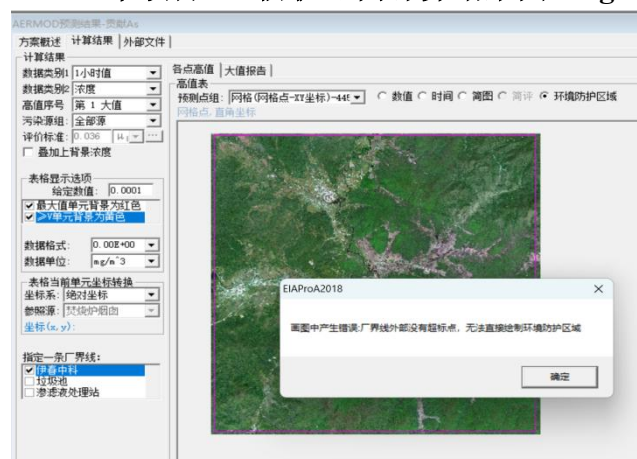 AERMOD预测结果-贡献As
方案概述 计算结果 外部文件
计算结果
数据类别1 1小时值
数据类别2 浓度
高值序号 第 1 大值
污染源组: 全部源
评价标准: 0.036
叠加上背景浓度
表格显示选项
给定数值: 0.0001
最大值单元背景为红色
≥Y单元背景为黄色
数据格式: 0.00E+00
数据单位: mg/m^3
表格当前单元坐标转换
坐标系: 绝对坐标
参照源: 焚烧炉烟囱
坐标(x,y):
指定一条厂界线:
伊春中科
垃圾池
渗滤液处理站
各点高值 大值报告
高值表
预测点组: 网格(网格点-XY坐标)-445 数值 时间 简图 简评 环境防护区域
网格点,直角坐标
EIAProA2018
画图中产生错误:厂界线外部没有超标点,无法直接绘制环境防护区域
确定